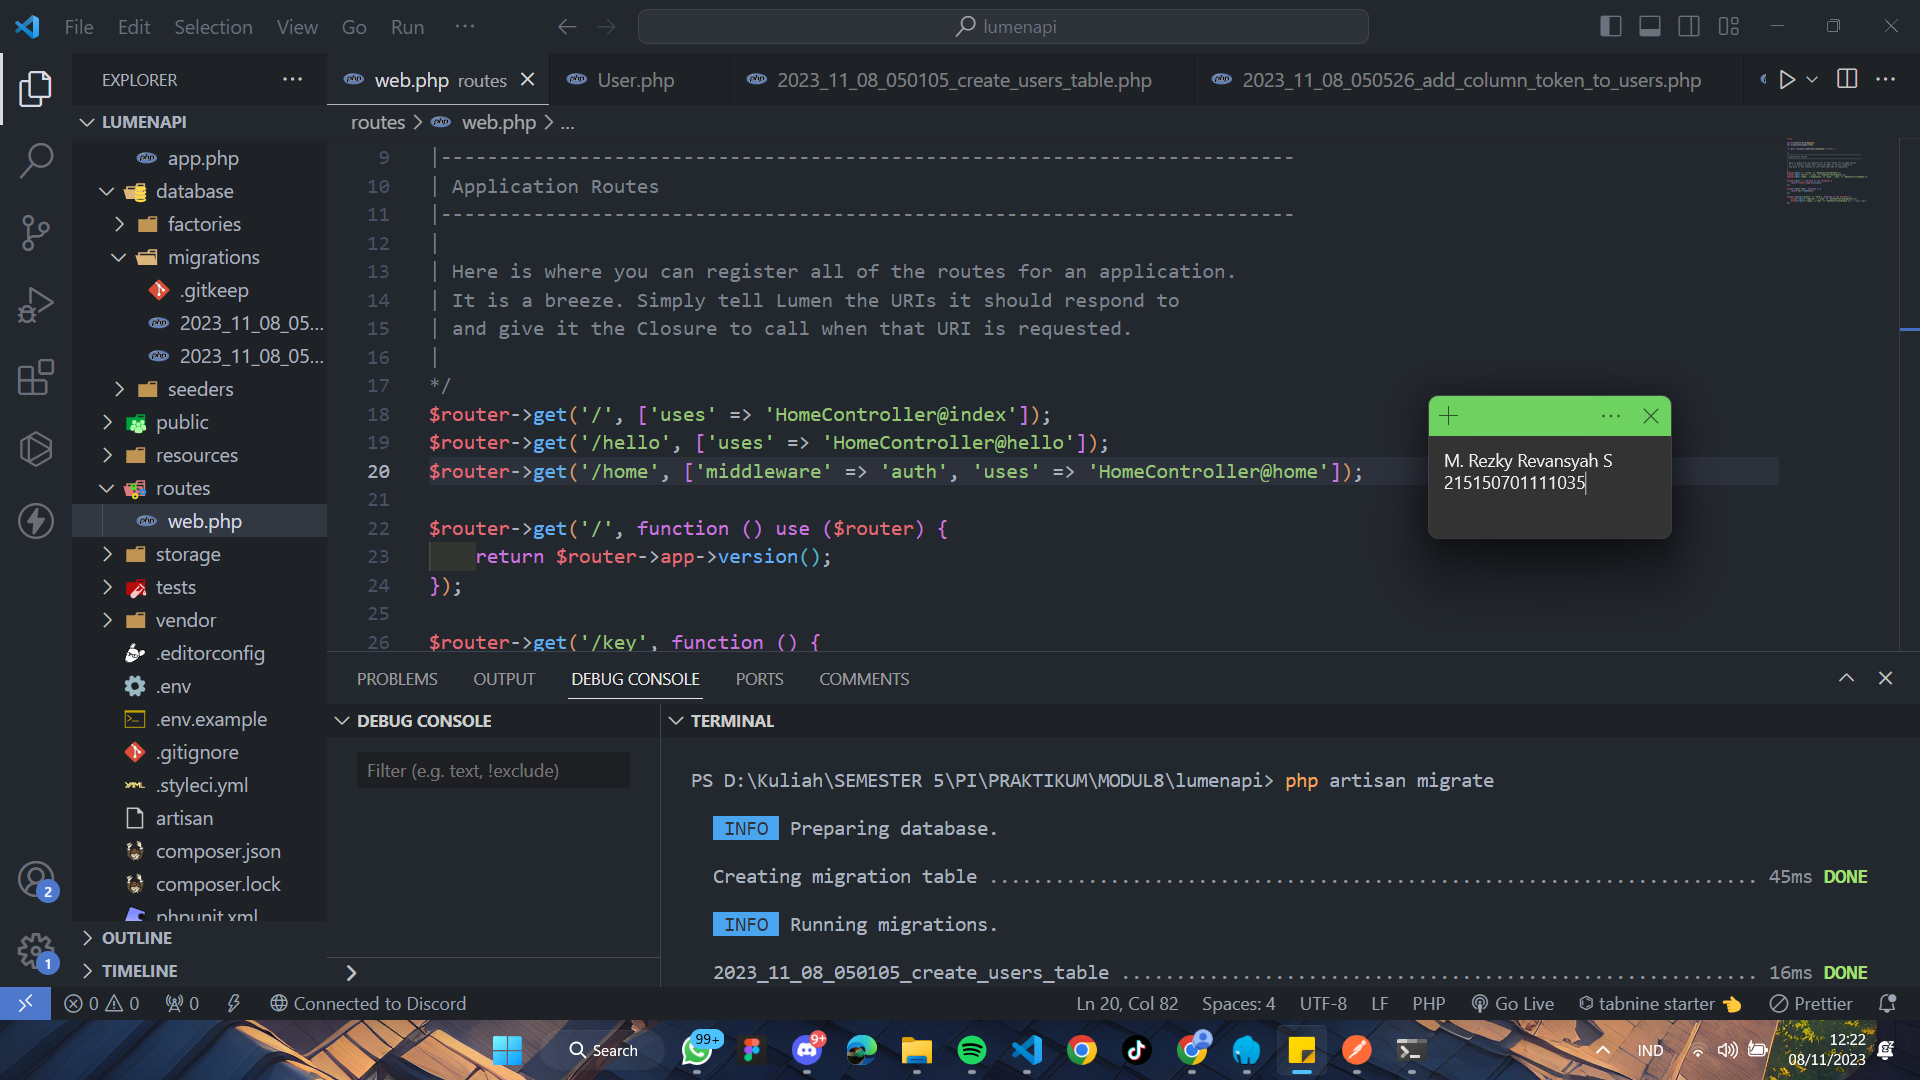 File Edit Selection View Go Run ··· lumenapi
EXPLORER ···
web.php routes
User.php
2023_11_08_050105_create_users_table.php
2023_11_08_050526_add_column_token_to_users.php
LUMENAPI
routes > web.php > ...
app.php
database
factories
migrations
.gitkeep
2023_11_08_05...
2023_11_08_05...
seeders
public
resources
routes
web.php
storage
tests
vendor
.editorconfig
.env
.env.example
.gitignore
.styleci.yml
artisan
composer.json
composer.lock
phpunit.xml
OUTLINE
TIMELINE
9 |--------------------------------------------------------------------------
10 | Application Routes
11 |--------------------------------------------------------------------------
12 |
13 | Here is where you can register all of the routes for an application.
14 | It is a breeze. Simply tell Lumen the URIs it should respond to
15 | and give it the Closure to call when that URI is requested.
16 |
17 */
18 $router->get('/', ['uses' => 'HomeController@index']);
19 $router->get('/hello', ['uses' => 'HomeController@hello']);
20 $router->get('/home', ['middleware' => 'auth', 'uses' => 'HomeController@home']);
21
22 $router->get('/', function () use ($router) {
23 return $router->app->version();
24 });
25
26 $router->get('/key', function () {
M. Rezky Revansyah S
215150701111035
PROBLEMS OUTPUT DEBUG CONSOLE PORTS COMMENTS
DEBUG CONSOLE
Filter (e.g. text, !exclude)
TERMINAL
PS D:\Kuliah\SEMESTER 5\PI\PRAKTIKUM\MODUL8\lumenapi> php artisan migrate
INFO Preparing database.
Creating migration table ...................................................................... 45ms DONE
INFO Running migrations.
2023_11_08_050105_create_users_table .......................................................... 16ms DONE
2
1
0 0 0 Connected to Discord Ln 20, Col 82 Spaces: 4 UTF-8 LF PHP Go Live tabnine starter Prettier
Search 99+ 9+ IND 12:22
08/11/2023